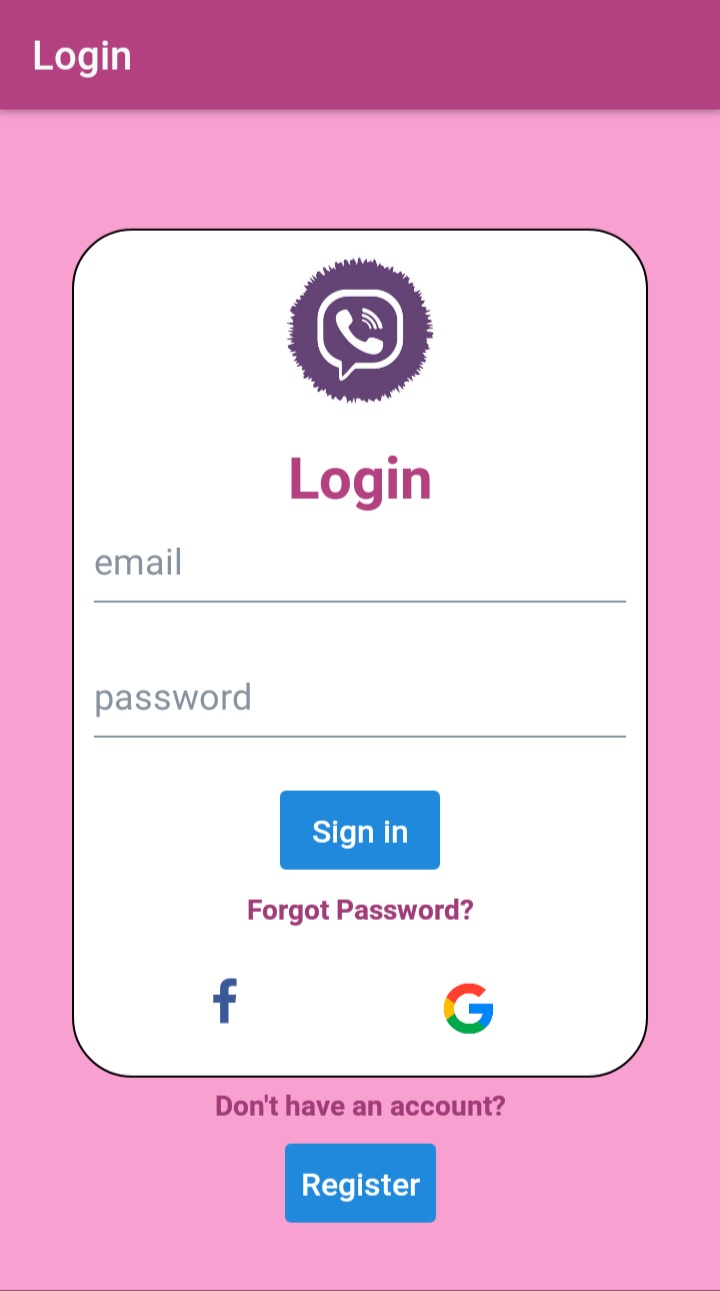 Login
Login
email
password
Sign in
Forgot Password?
Don't have an account?
Register